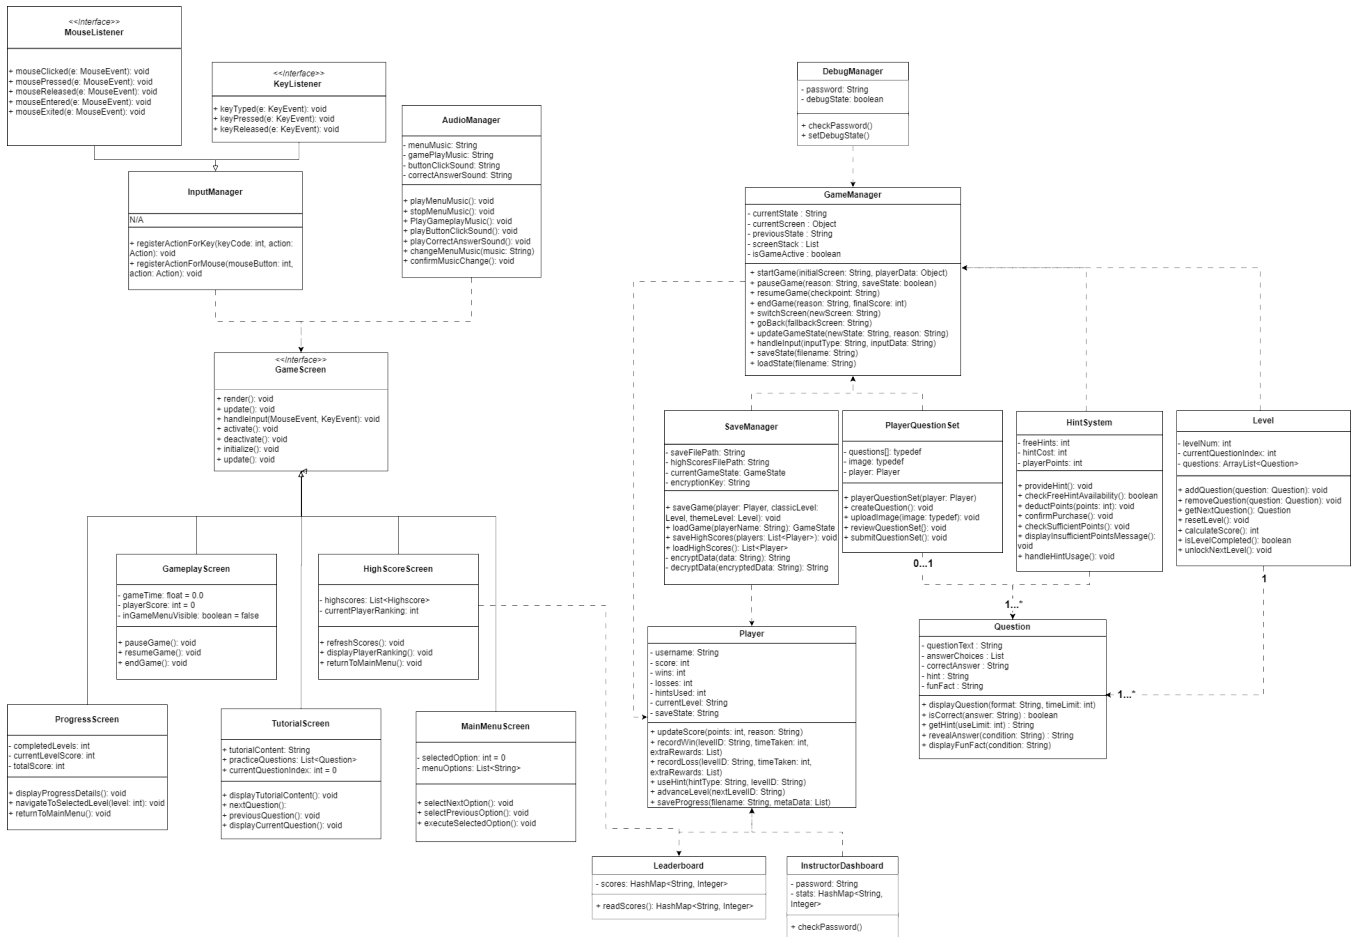 <<Interface>>
MouseListener
+ mouseClicked(e: MouseEvent): void
+ mousePressed(e: MouseEvent): void
+ mouseReleased(e: MouseEvent): void
+ mouseEntered(e: MouseEvent): void
+ mouseExited(e: MouseEvent): void
<<Interface>>
KeyListener
+ keyTyped(e: KeyEvent): void
+ keyPressed(e: KeyEvent): void
+ keyReleased(e: KeyEvent): void
AudioManager
- menuMusic: String
- gamePlayMusic: String
- buttonClickSound: String
- correctAnswerSound: String
+ playMenuMusic(): void
+ stopMenuMusic(): void
+ PlayGameplayMusic(): void
+ playButtonClickSound(): void
+ playCorrectAnswerSound(): void
+ changeMenuMusic(music: String)
+ confirmMusicChange(): void
InputManager
N/A
+ registerActionForKey(keyCode: int, action:
Action): void
+ registerActionForMouse(mouseButton: int,
action: Action): void
<<Interface>>
GameScreen
+ render(): void
+ update(): void
+ handleInput(MouseEvent, KeyEvent): void
+ activate(): void
+ deactivate(): void
+ initialize(): void
+ update(): void
DebugManager
- password: String
- debugState: boolean
+ checkPassword()
+ setDebugState()
GameManager
- currentState : String
- currentScreen : Object
- previousState : String
- screenStack : List
- isGameActive : boolean
+ startGame(initialScreen: String, playerData: Object)
+ pauseGame(reason: String, saveState: boolean)
+ resumeGame(checkpoint: String)
+ endGame(reason: String, finalScore: int)
+ switchScreen(newScreen: String)
+ goBack(fallbackScreen: String)
+ updateGameState(newState: String, reason: String)
+ handleInput(inputType: String, inputData: String)
+ saveState(filename: String)
+ loadState(filename: String)
SaveManager
- saveFilePath: String
- highScoresFilePath: String
- currentGameState: GameState
- encryptionKey: String
+ saveGame(player: Player, classicLevel:
Level, themeLevel: Level): void
+ loadGame(playerName: String): GameState
+ saveHighScores(players: List<Player>): void
+ loadHighScores(): List<Player>
- encryptData(data: String): String
- decryptData(encryptedData: String): String
PlayerQuestionSet
- questions[]: typedef
- image: typedef
- player: Player
+ playerQuestionSet(player: Player)
+ createQuestion(): void
+ uploadImage(image: typedef): void
+ reviewQuestionSet(): void
+ submitQuestionSet(): void
HintSystem
- freeHints: int
- hintCost: int
- playerPoints: int
+ provideHint(): void
+ checkFreeHintAvailability(): boolean
+ deductPoints(points: int): void
+ confirmPurchase(): void
+ checkSufficientPoints(): void
+ displayInsufficientPointsMessage():
void
+ handleHintUsage(): void
Level
- levelNum: int
- currentQuestionIndex: int
- questions: ArrayList<Question>
+ addQuestion(question: Question): void
+ removeQuestion(question: Question): void
+ getNextQuestion(): Question
+ resetLevel(): void
+ calculateScore(): int
+ isLevelCompleted(): boolean
+ unlockNextLevel(): void
0...1
1
1...*
1...*
Question
- questionText : String
- answerChoices : List
- correctAnswer : String
- hint : String
- funFact : String
+ displayQuestion(format: String, timeLimit: int)
+ isCorrect(answer: String) : boolean
+ getHint(useLimit: int) : String
+ revealAnswer(condition: String) : String
+ displayFunFact(condition: String)
Player
- username: String
- score: int
- wins: int
- losses: int
- hintsUsed: int
- currentLevel: String
- saveState: String
+ updateScore(points: int, reason: String)
+ recordWin(levelID: String, timeTaken: int,
extraRewards: List)
+ recordLoss(levelID: String, timeTaken: int,
extraRewards: List)
+ useHint(hintType: String, levelID: String)
+ advanceLevel(nextLevelID: String)
+ saveProgress(filename: String, metaData: List)
GameplayScreen
- gameTime: float = 0.0
- playerScore: int = 0
- inGameMenuVisible: boolean = false
+ pauseGame(): void
+ resumeGame(): void
+ endGame(): void
HighScoreScreen
- highscores: List<Highscore>
- currentPlayerRanking: int
+ refreshScores(): void
+ displayPlayerRanking(): void
+ returnToMainMenu(): void
ProgressScreen
- completedLevels: int
- currentLevelScore: int
- totalScore: int
+ displayProgressDetails(): void
+ navigateToSelectedLevel(level: int): void
+ returnToMainMenu(): void
TutorialScreen
+ tutorialContent: String
+ practiceQuestions: List<Question>
+ currentQuestionIndex: int = 0
+ displayTutorialContent(): void
+ nextQuestion():
+ previousQuestion(): void
+ displayCurrentQuestion(): void
MainMenuScreen
- selectedOption: int = 0
- menuOptions: List<String>
+ selectNextOption(): void
+ selectPreviousOption(): void
+ executeSelectedOption(): void
Leaderboard
- scores: HashMap<String, Integer>
+ readScores(): HashMap<String, Integer>
InstructorDashboard
- password: String
- stats: HashMap<String,
Integer>
+ checkPassword()